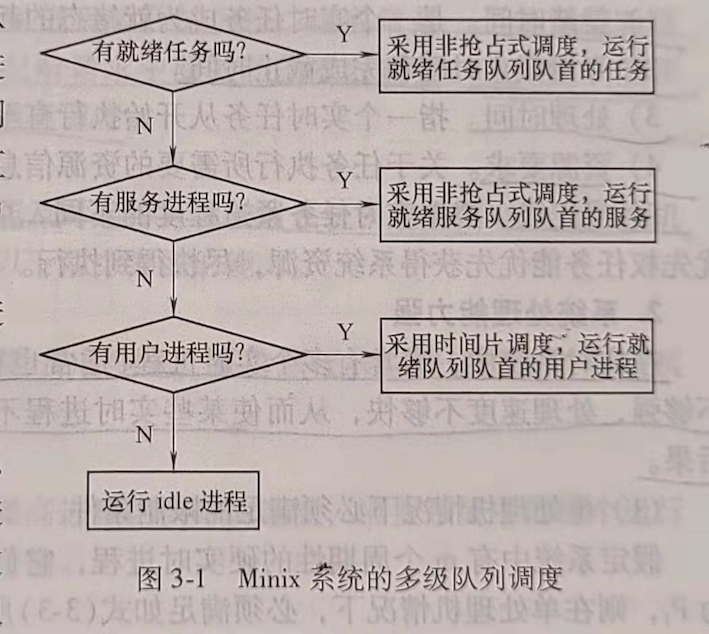 有就绪任务吗?
Y
采用非抢占式调度，运行
就绪任务队列队首的任务
N
有服务进程吗?
Y
采用非抢占式调度，运行
就绪服务队列队首的服务
N
有用户进程吗?
Y
采用时间片调度，运行就
绪队列队首的用户进程
N
运行 idle 进程
图 3-1 Minix 系统的多级队列调度